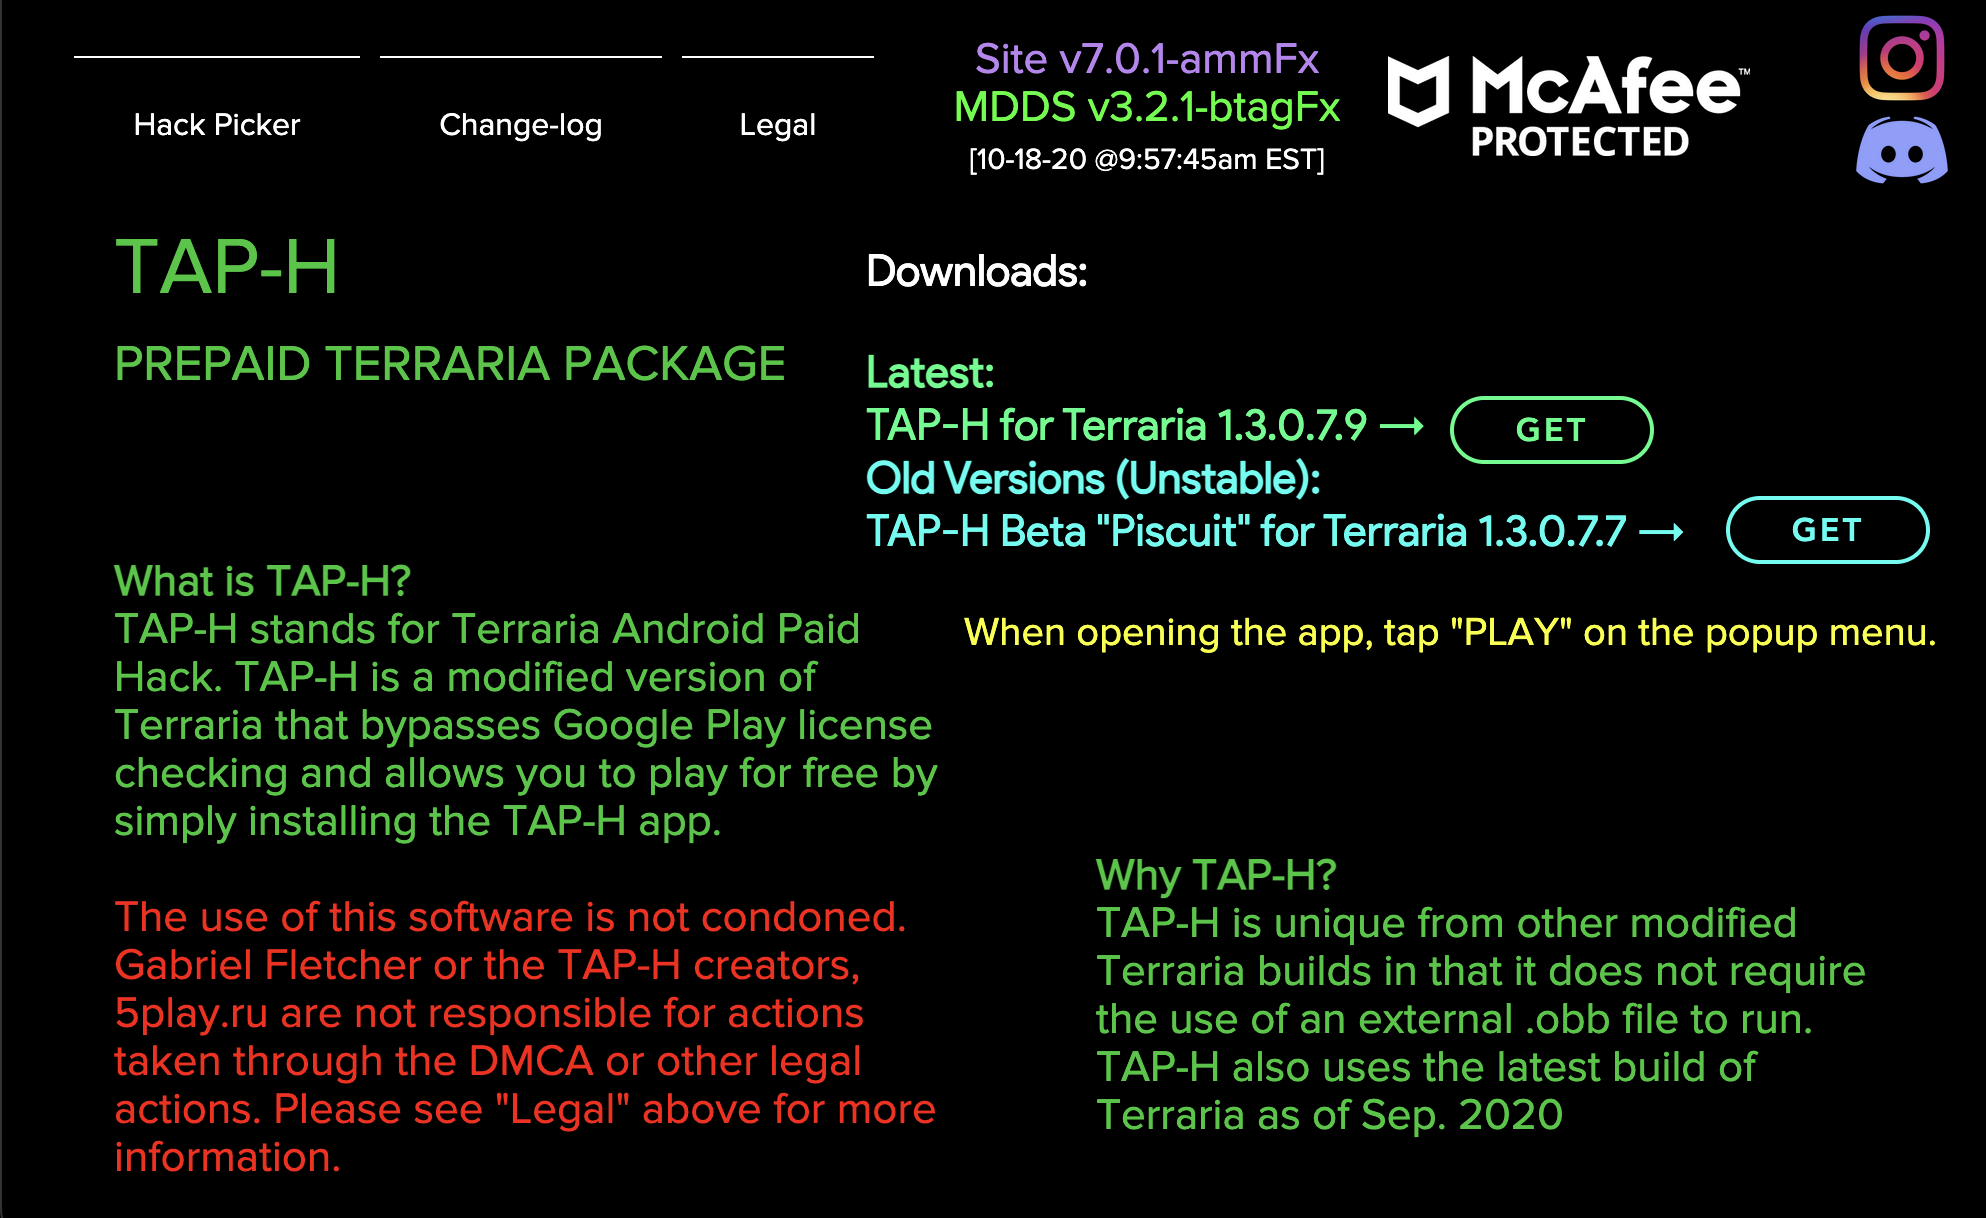 Hack Picker
Change-log
Legal
Site v7.0.1-ammFx
MDDS v3.2.1-btagFx
[10-18-20 @9:57:45am EST]
McAfee™
PROTECTED
TAP-H
PREPAID TERRARIA PACKAGE
What is TAP-H?
TAP-H stands for Terraria Android Paid
Hack. TAP-H is a modified version of
Terraria that bypasses Google Play license
checking and allows you to play for free by
simply installing the TAP-H app.
The use of this software is not condoned.
Gabriel Fletcher or the TAP-H creators,
5play.ru are not responsible for actions
taken through the DMCA or other legal
actions. Please see "Legal" above for more
information.
Downloads:
Latest:
TAP-H for Terraria 1.3.0.7.9 → GET
Old Versions (Unstable):
TAP-H Beta "Piscuit" for Terraria 1.3.0.7.7 → GET
When opening the app, tap "PLAY" on the popup menu.
Why TAP-H?
TAP-H is unique from other modified
Terraria builds in that it does not require
the use of an external .obb file to run.
TAP-H also uses the latest build of
Terraria as of Sep. 2020